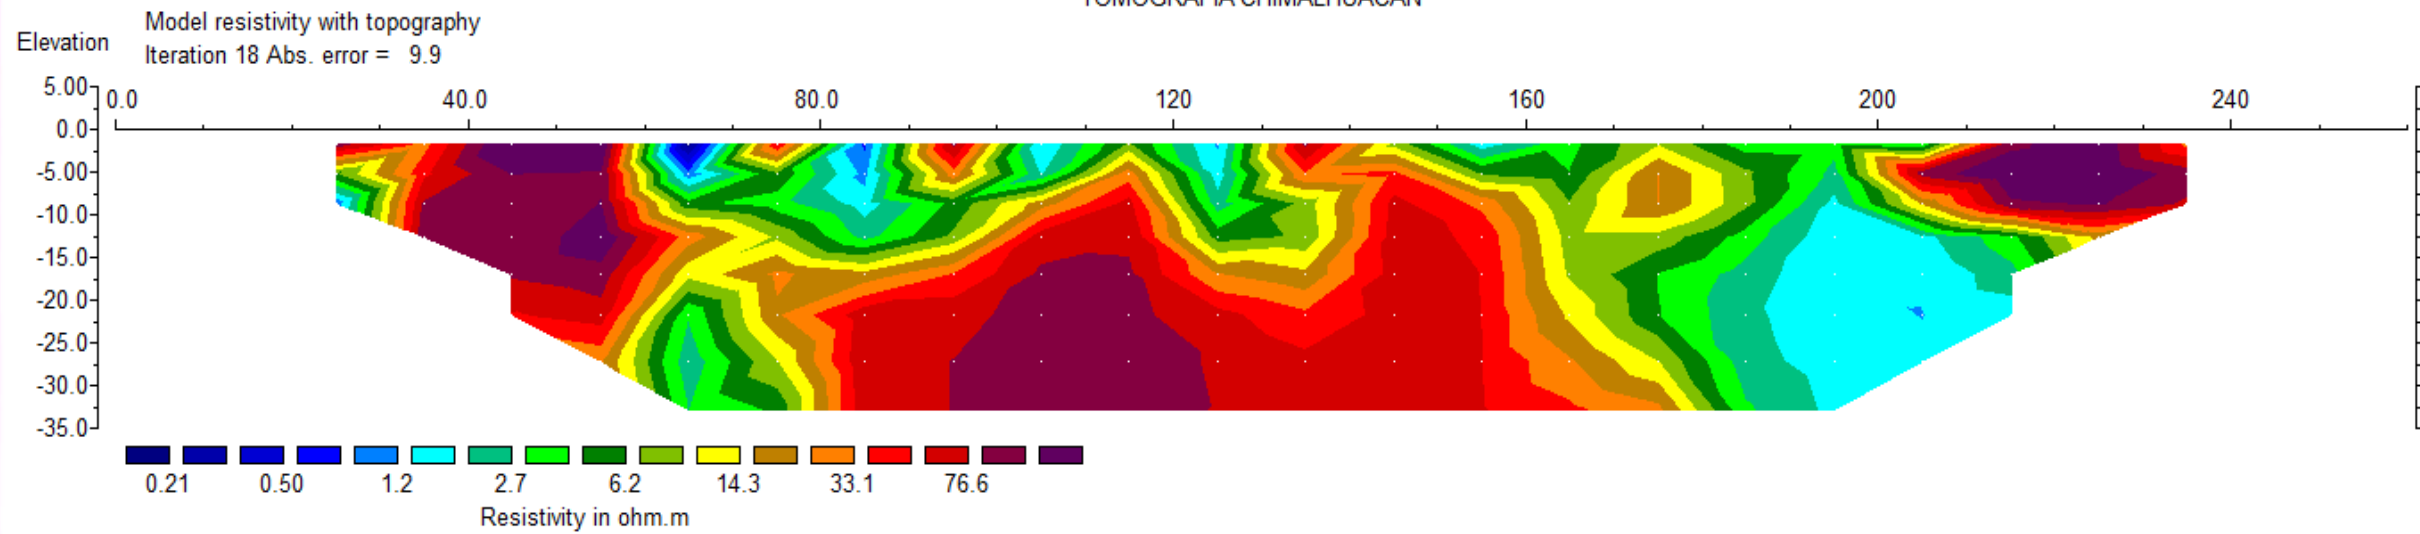 TOMOGRAFIA CHIMALHUACAN
Model resistivity with topography
Elevation
Iteration 18 Abs. error = 9.9
5.00
0.0 40.0 80.0 120 160 200 240
0.0
-5.00
-10.0
-15.0
-20.0
-25.0
-30.0
-35.0
0.21 0.50 1.2 2.7 6.2 14.3 33.1 76.6
Resistivity in ohm.m